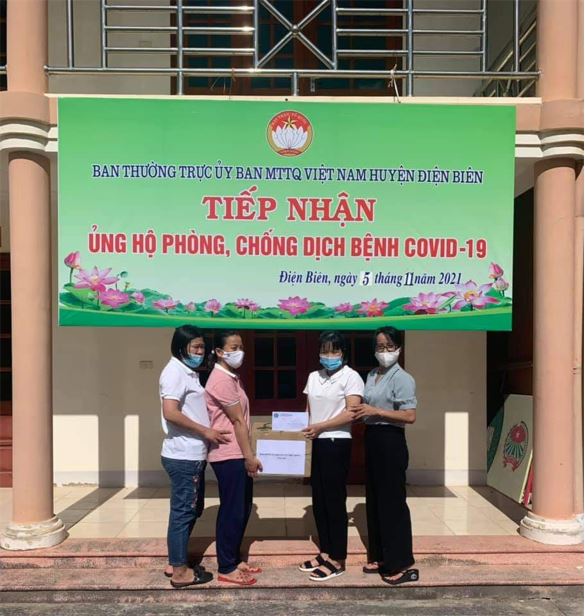 BAN THƯỜNG TRỰC ỦY BAN MTTQ VIỆT NAM HUYỆN ĐIỆN BIÊN
TIẾP NHẬN
ỦNG HỘ PHÒNG, CHỐNG DỊCH BỆNH COVID-19
Điện Biên, ngày 5 tháng 11 năm 2021